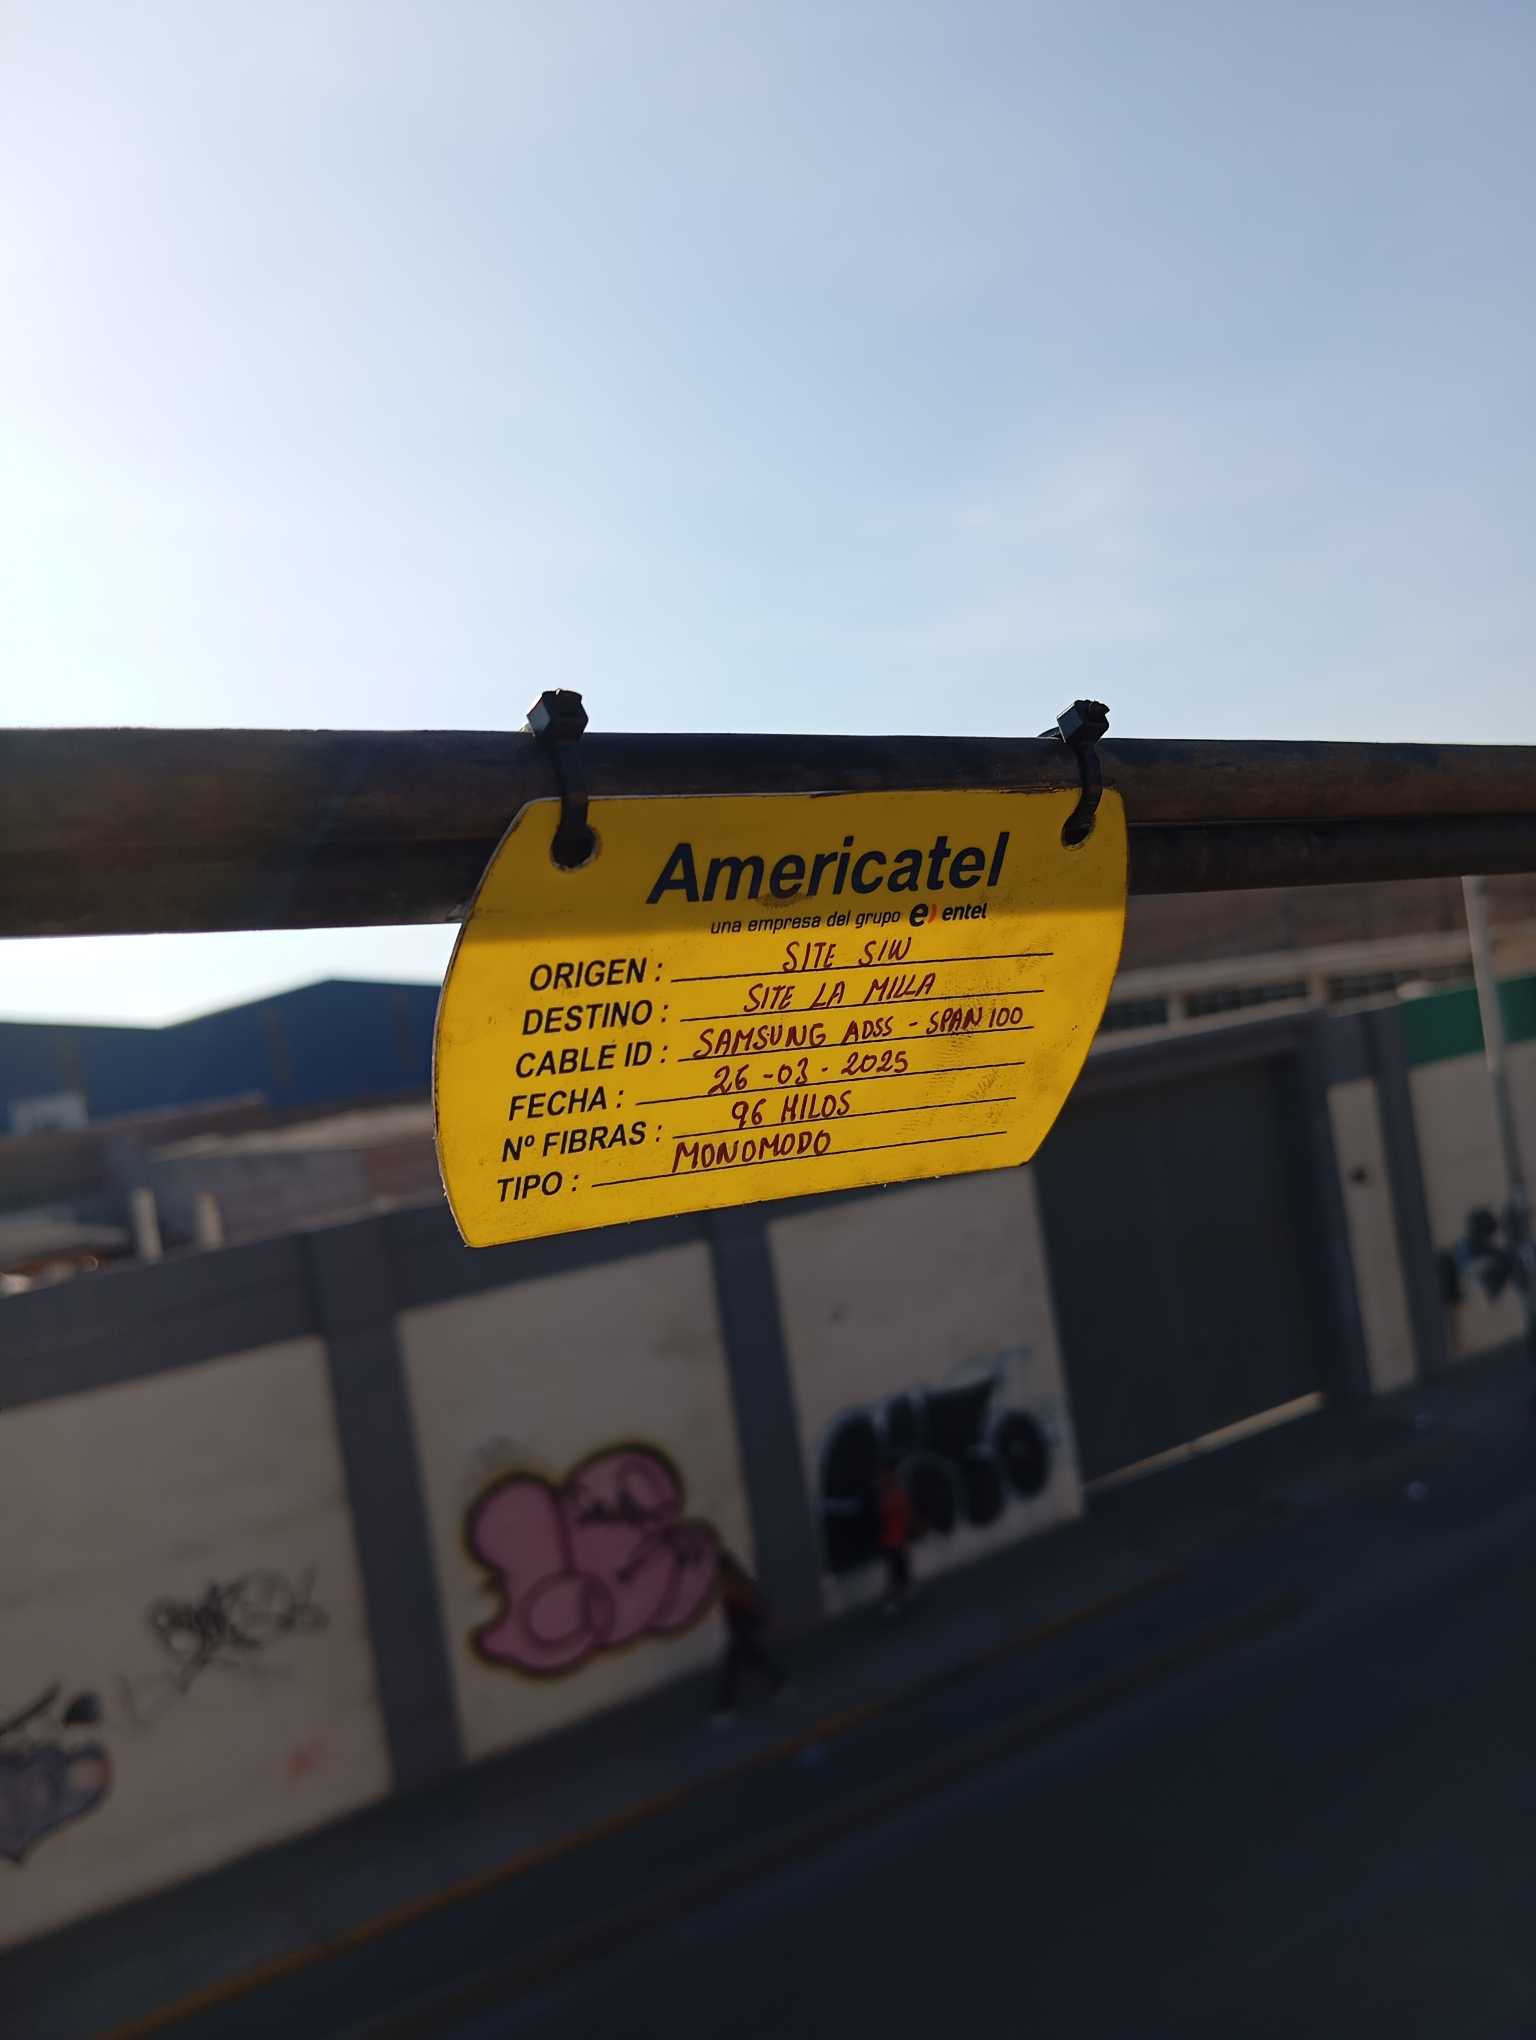 Americatel
una empresa del grupo e) entel
ORIGEN : SITE SIW
DESTINO : SITE LA MILLA
CABLE ID : SAMSUNG ADSS - SPAN 100
FECHA : 26 - 03 - 2025
Nº FIBRAS : 96 HILOS
TIPO : MONOMODO